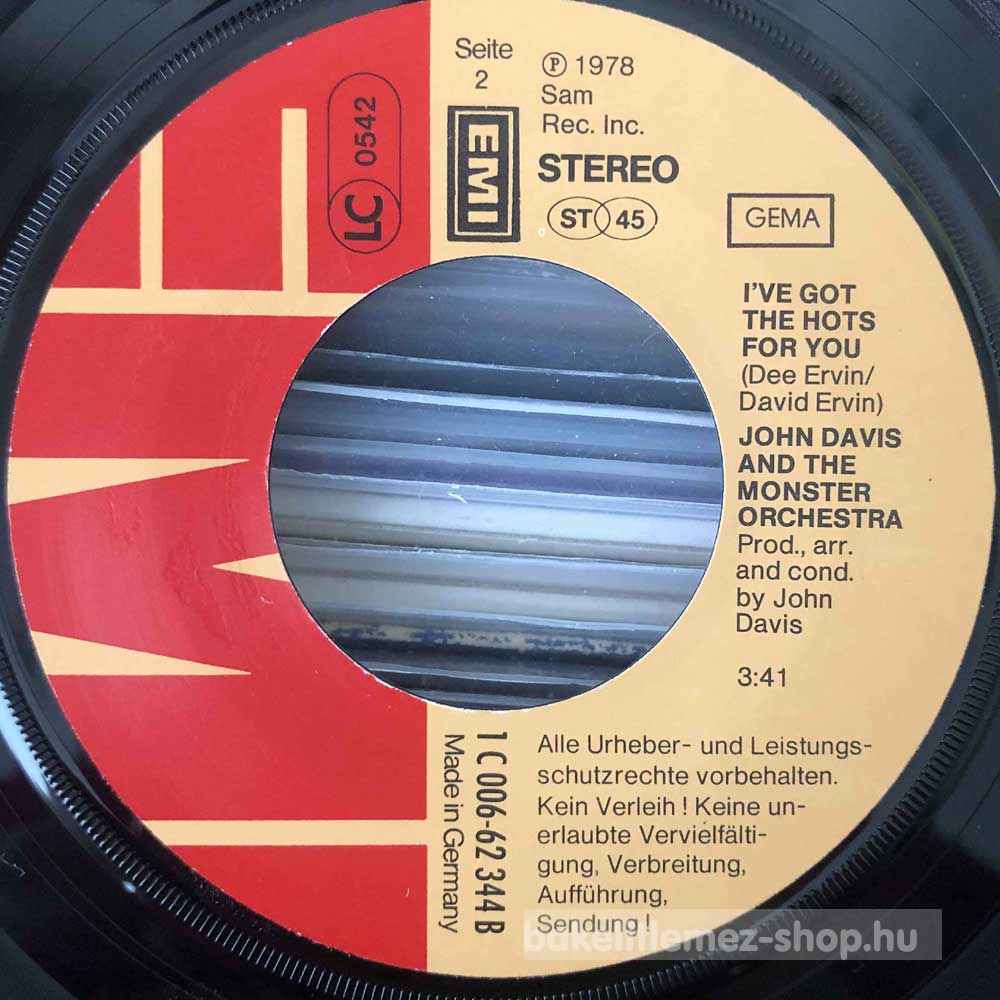 Seite
2
EMI
LC 0542
℗ 1978
Sam
Rec. Inc.
STEREO
ST 45
GEMA
I'VE GOT
THE HOTS
FOR YOU
(Dee Ervin/
David Ervin)
JOHN DAVIS
AND THE
MONSTER
ORCHESTRA
Prod., arr.
and cond.
by John
Davis
3:41
1 C 006-62 344 B
Made in Germany
Alle Urheber- und Leistungs-
schutzrechte vorbehalten.
Kein Verleih! Keine un-
erlaubte Vervielfälti-
gung, Verbreitung,
Aufführung,
Sendung!
bakelitlemez-shop.hu